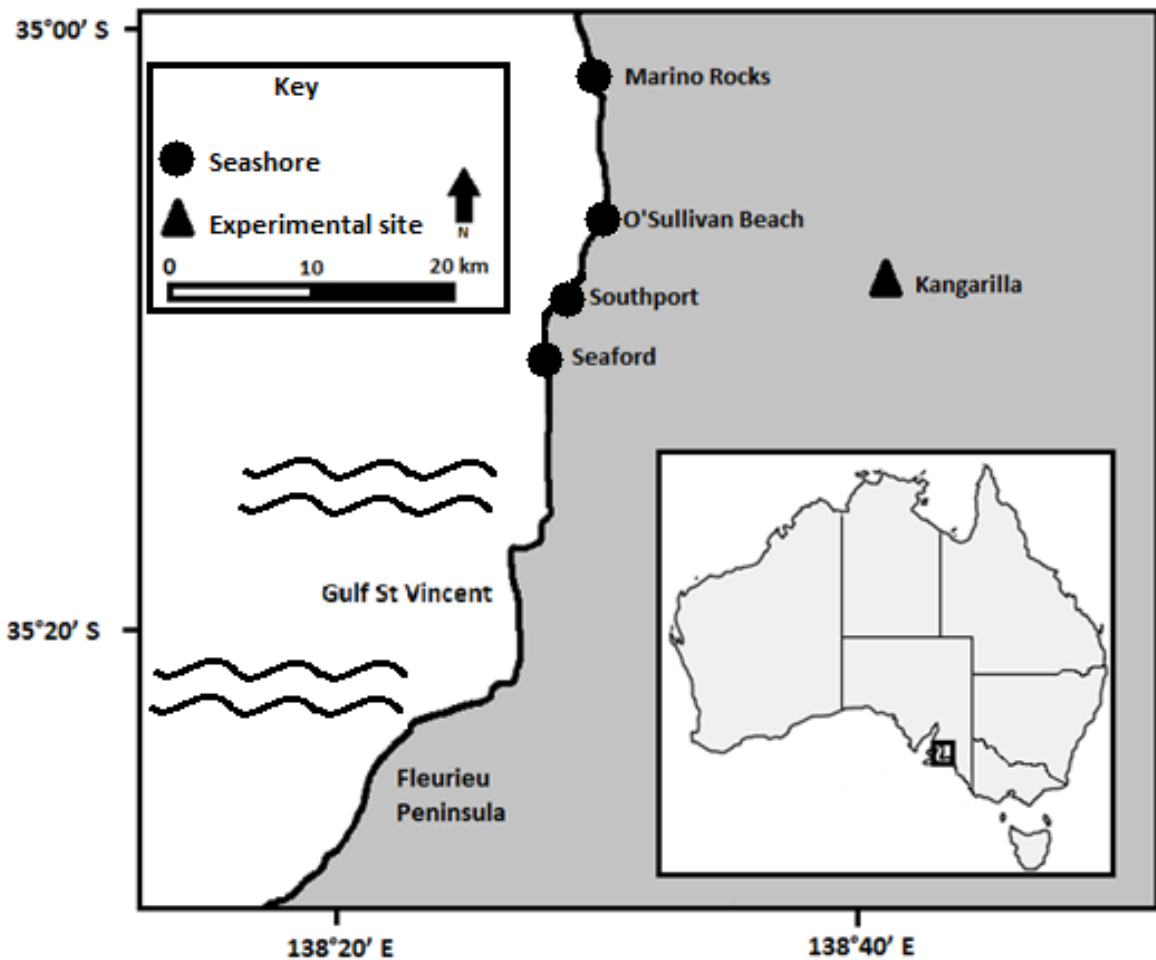 35°00' S
Key
Seashore
Experimental site
N
0 10 20 km
Marino Rocks
O'Sullivan Beach
Southport
Kangarilla
Seaford
Gulf St Vincent
35°20' S
Fleurieu
Peninsula
138°20' E
138°40' E